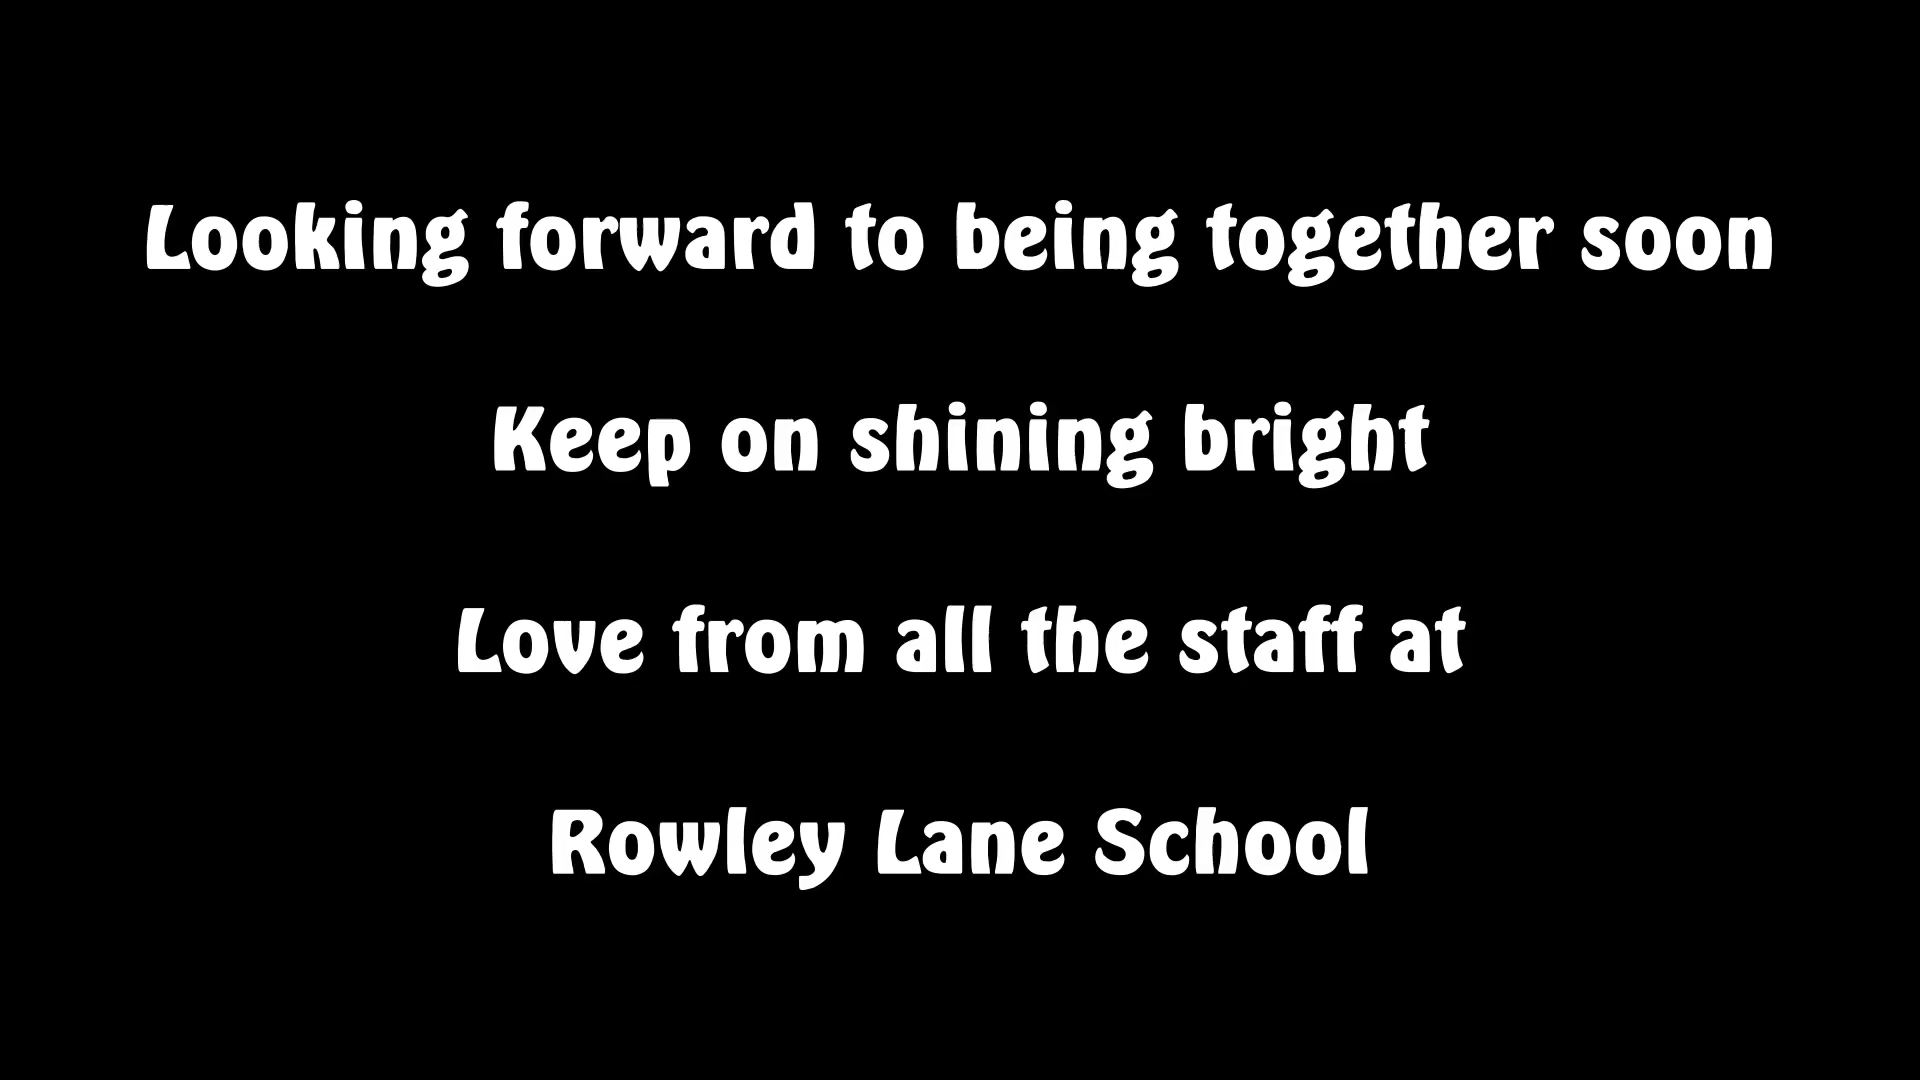 Looking forward to being together soon
Keep on shining bright
Love from all the staff at
Rowley Lane School